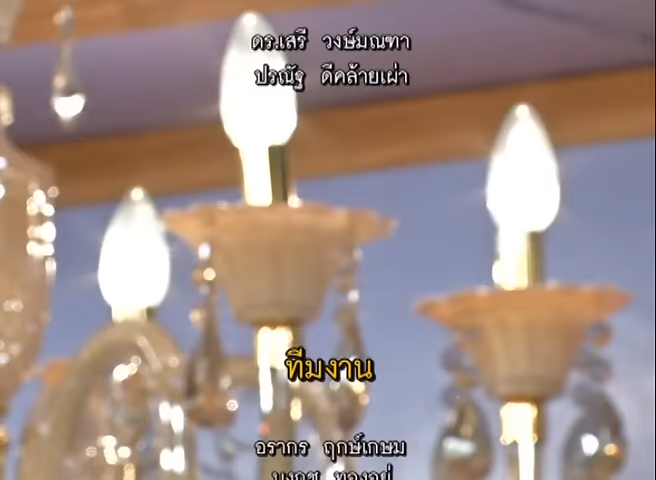 ดร.เสรี วงษ์มณฑา
ปรณัฐ ดีคล้ายเผ่า
ทีมงาน
อรากร ฤกษ์เกษม